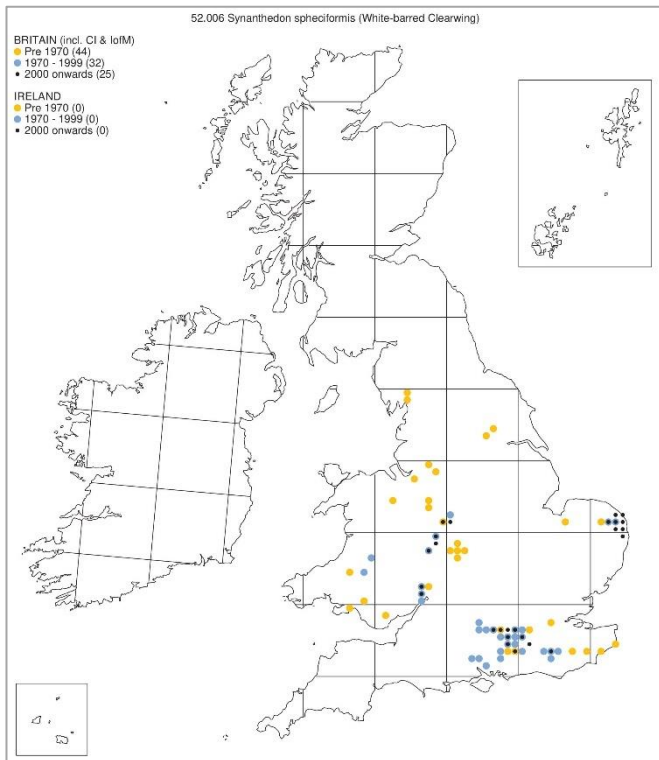 52.006 Synanthedon spheciformis (White-barred Clearwing)
BRITAIN (incl. CI & IofM)
Pre 1970 (44)
1970 - 1999 (32)
2000 onwards (25)
IRELAND
Pre 1970 (0)
1970 - 1999 (0)
2000 onwards (0)